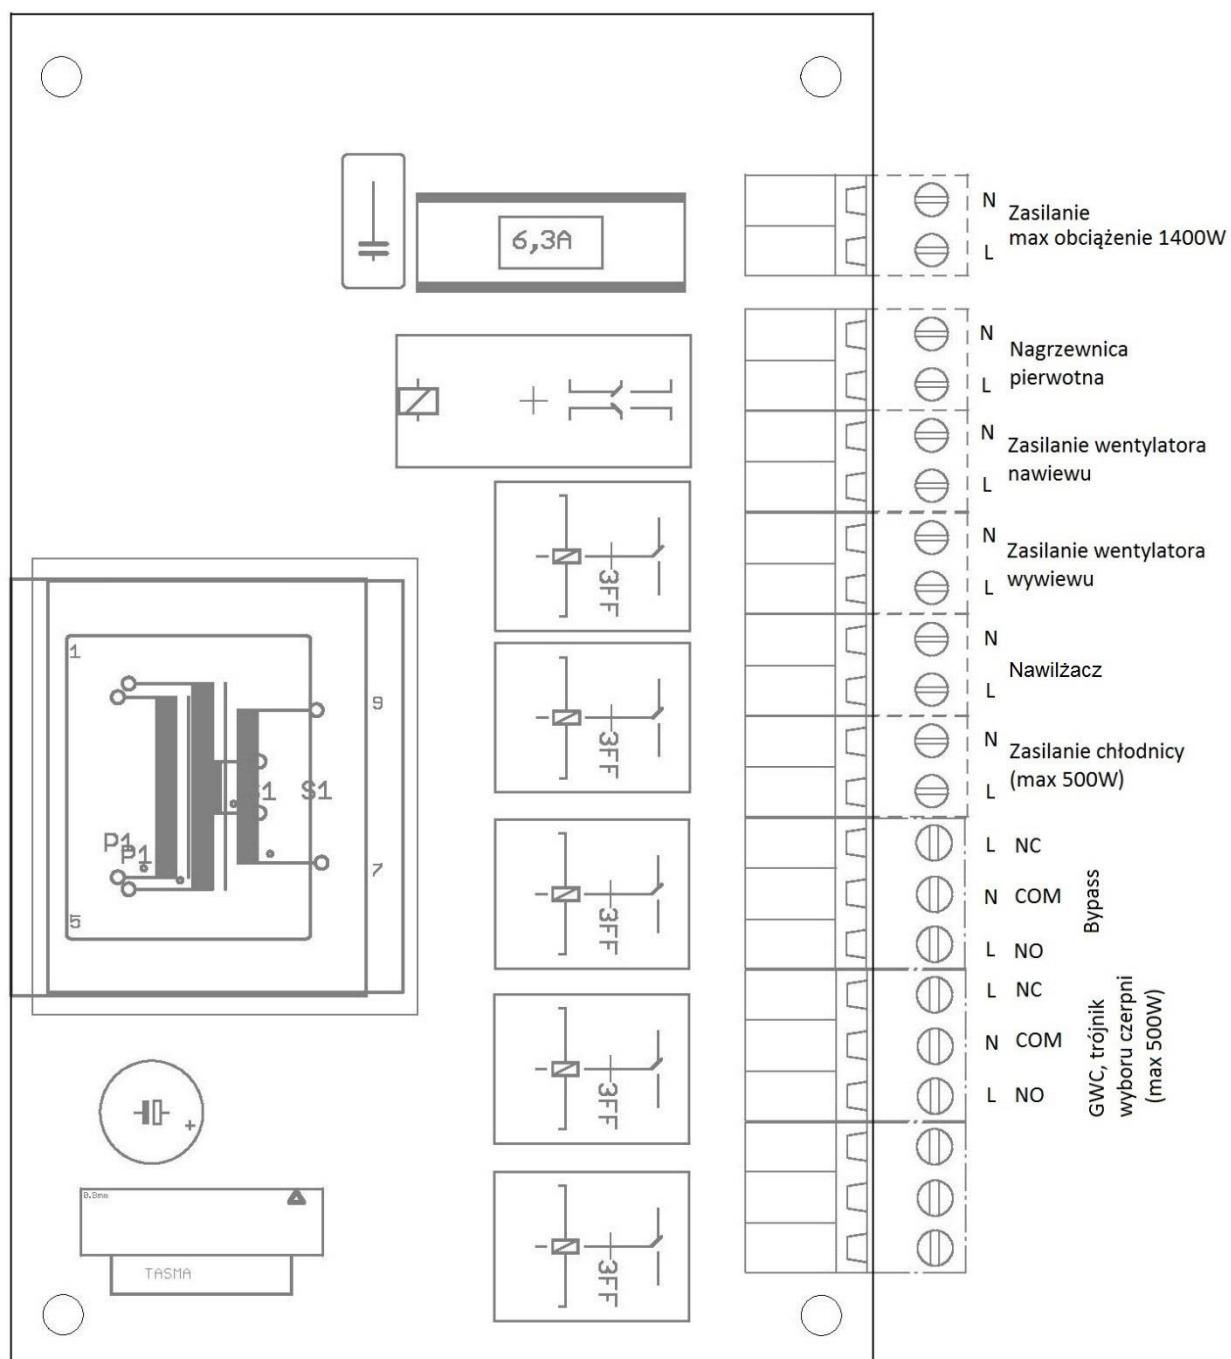 6,3A
N
Zasilanie
max obciążenie 1400W
L
N
Nagrzewnica
pierwotna
L
N
Zasilanie wentylatora
nawiewu
L
N
Zasilanie wentylatora
wywiewu
L
N
Nawilżacz
L
N
Zasilanie chłodnicy
(max 500W)
L
L NC
N COM
L NO
Bypass
L NC
N COM
L NO
GWC, trójnik
wyboru czerpni
(max 500W)
3FF
3FF
3FF
3FF
3FF
1
9
S1
S1
P1
P1
7
5
+
0.8mm
TASMA